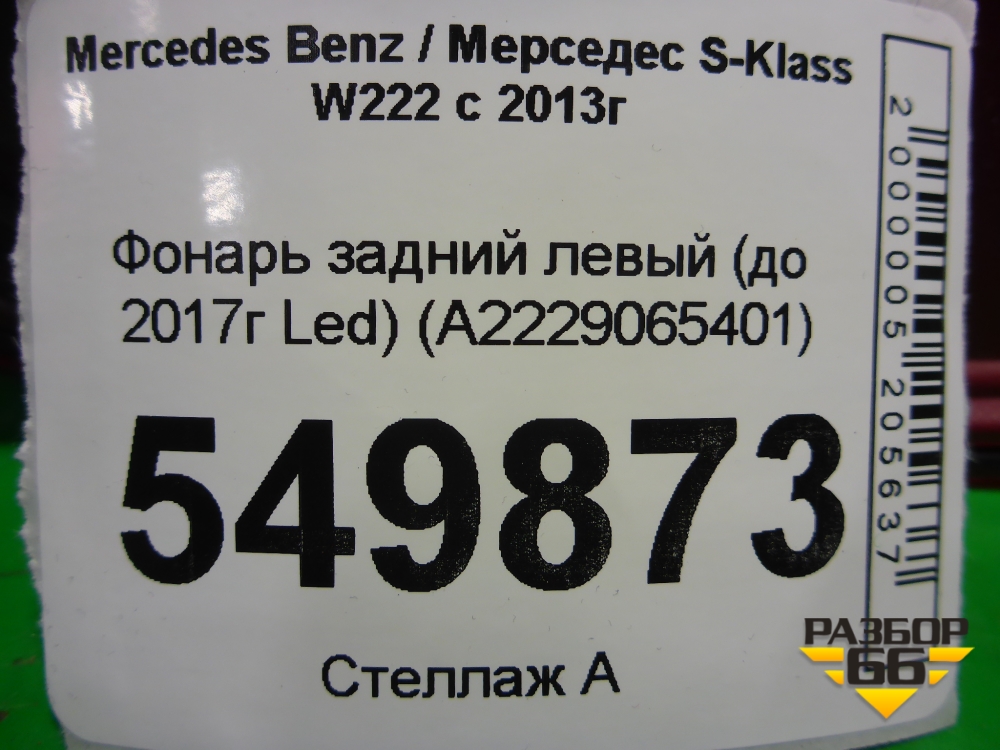 Mercedes Benz / Мерседес S-Klass
W222 с 2013г
Фонарь задний левый (до
2017г Led) (A2229065401)
549873
Стеллаж А
2000005205637
РАЗБОР
66